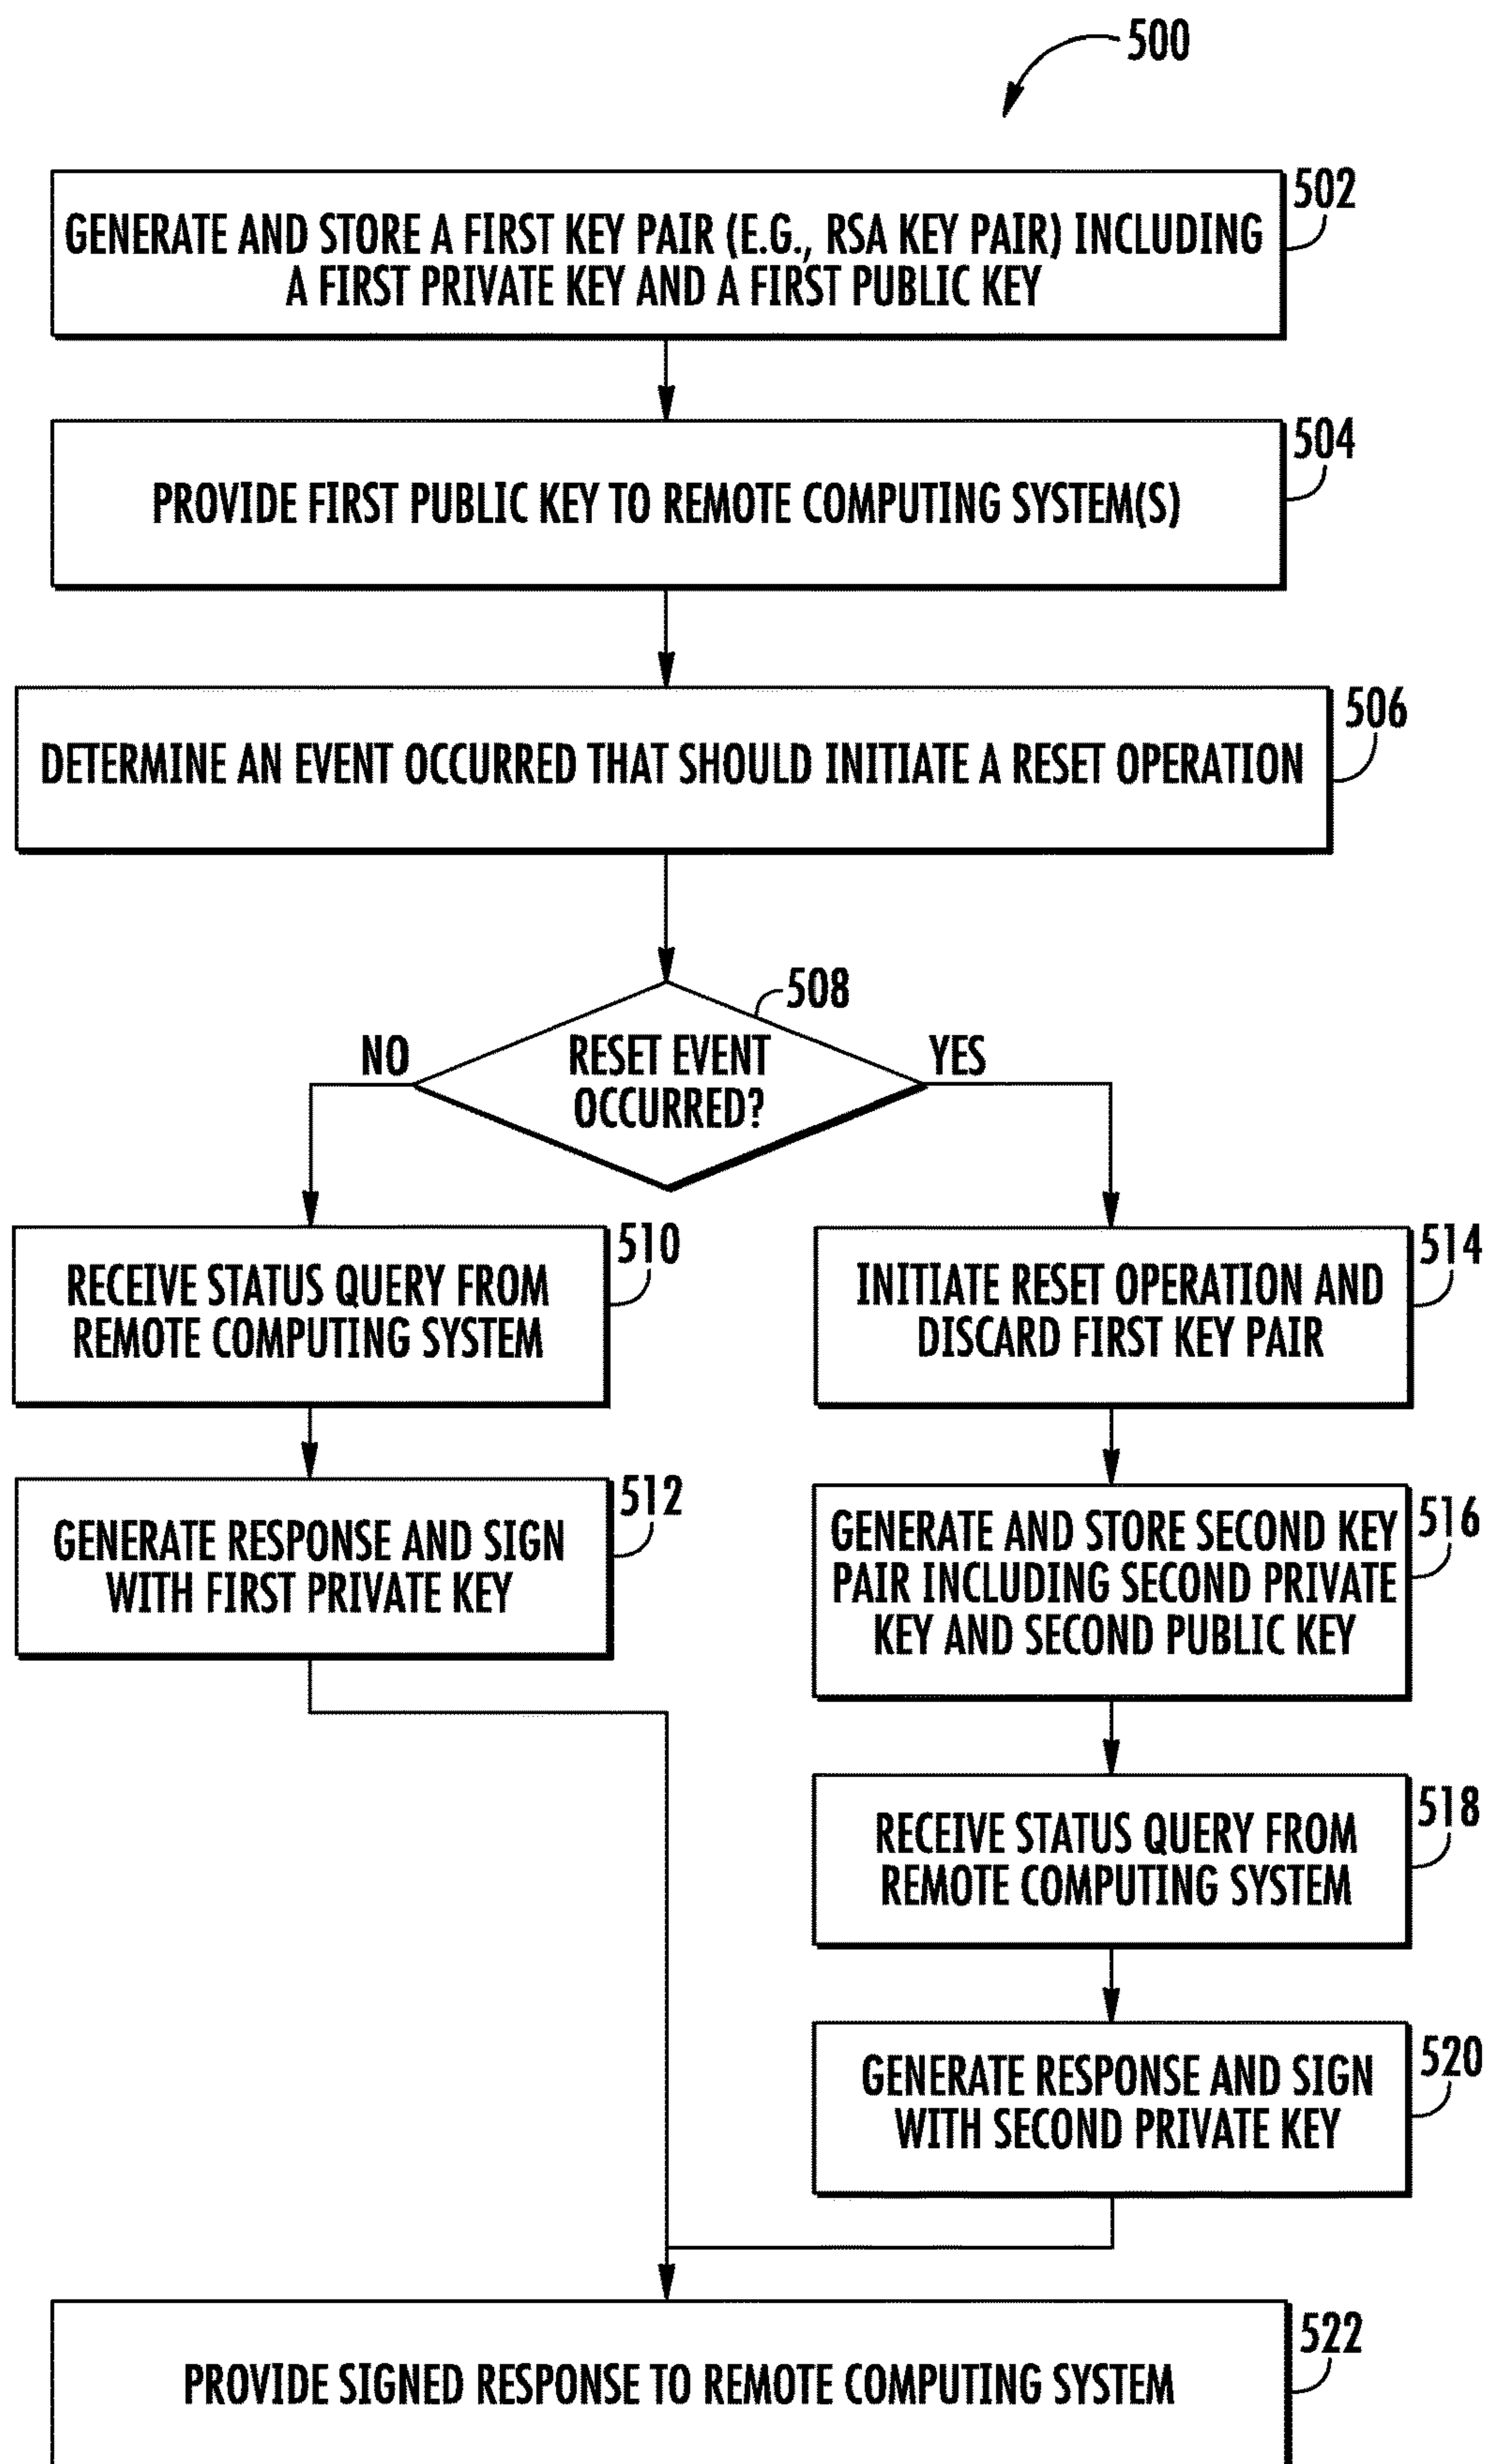 500
502
GENERATE AND STORE A FIRST KEY PAIR (E.G., RSA KEY PAIR) INCLUDING
A FIRST PRIVATE KEY AND A FIRST PUBLIC KEY
504
PROVIDE FIRST PUBLIC KEY TO REMOTE COMPUTING SYSTEM(S)
506
DETERMINE AN EVENT OCCURRED THAT SHOULD INITIATE A RESET OPERATION
508
NO
RESET EVENT
OCCURRED?
YES
510
RECEIVE STATUS QUERY FROM
REMOTE COMPUTING SYSTEM
512
GENERATE RESPONSE AND SIGN
WITH FIRST PRIVATE KEY
514
INITIATE RESET OPERATION AND
DISCARD FIRST KEY PAIR
516
GENERATE AND STORE SECOND KEY
PAIR INCLUDING SECOND PRIVATE
KEY AND SECOND PUBLIC KEY
518
RECEIVE STATUS QUERY FROM
REMOTE COMPUTING SYSTEM
520
GENERATE RESPONSE AND SIGN
WITH SECOND PRIVATE KEY
522
PROVIDE SIGNED RESPONSE TO REMOTE COMPUTING SYSTEM